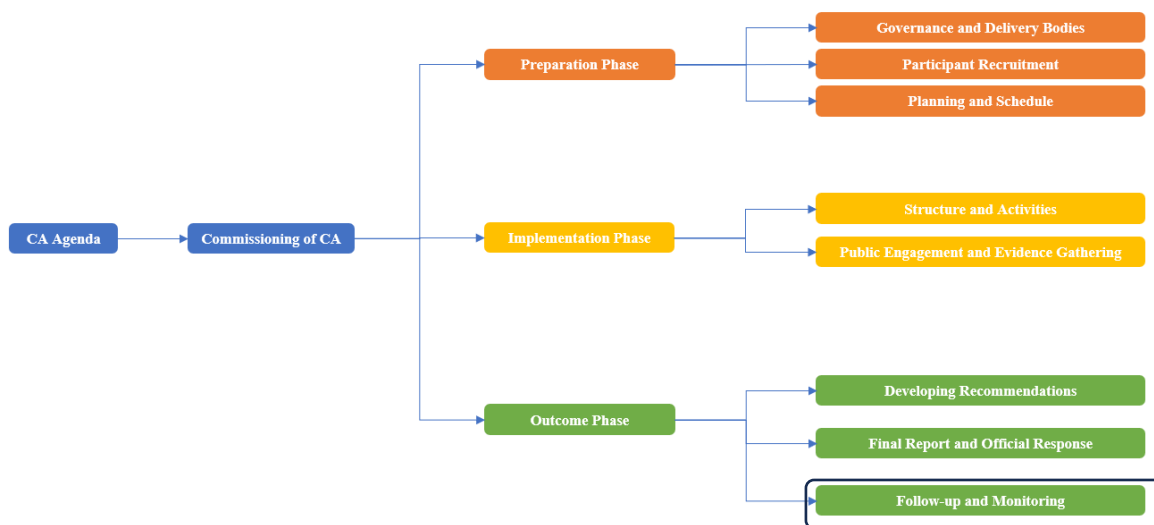 Governance and Delivery Bodies
Preparation Phase
Participant Recruitment
Planning and Schedule
Structure and Activities
CA Agenda
Commissioning of CA
Implementation Phase
Public Engagement and Evidence Gathering
Developing Recommendations
Outcome Phase
Final Report and Official Response
Follow-up and Monitoring